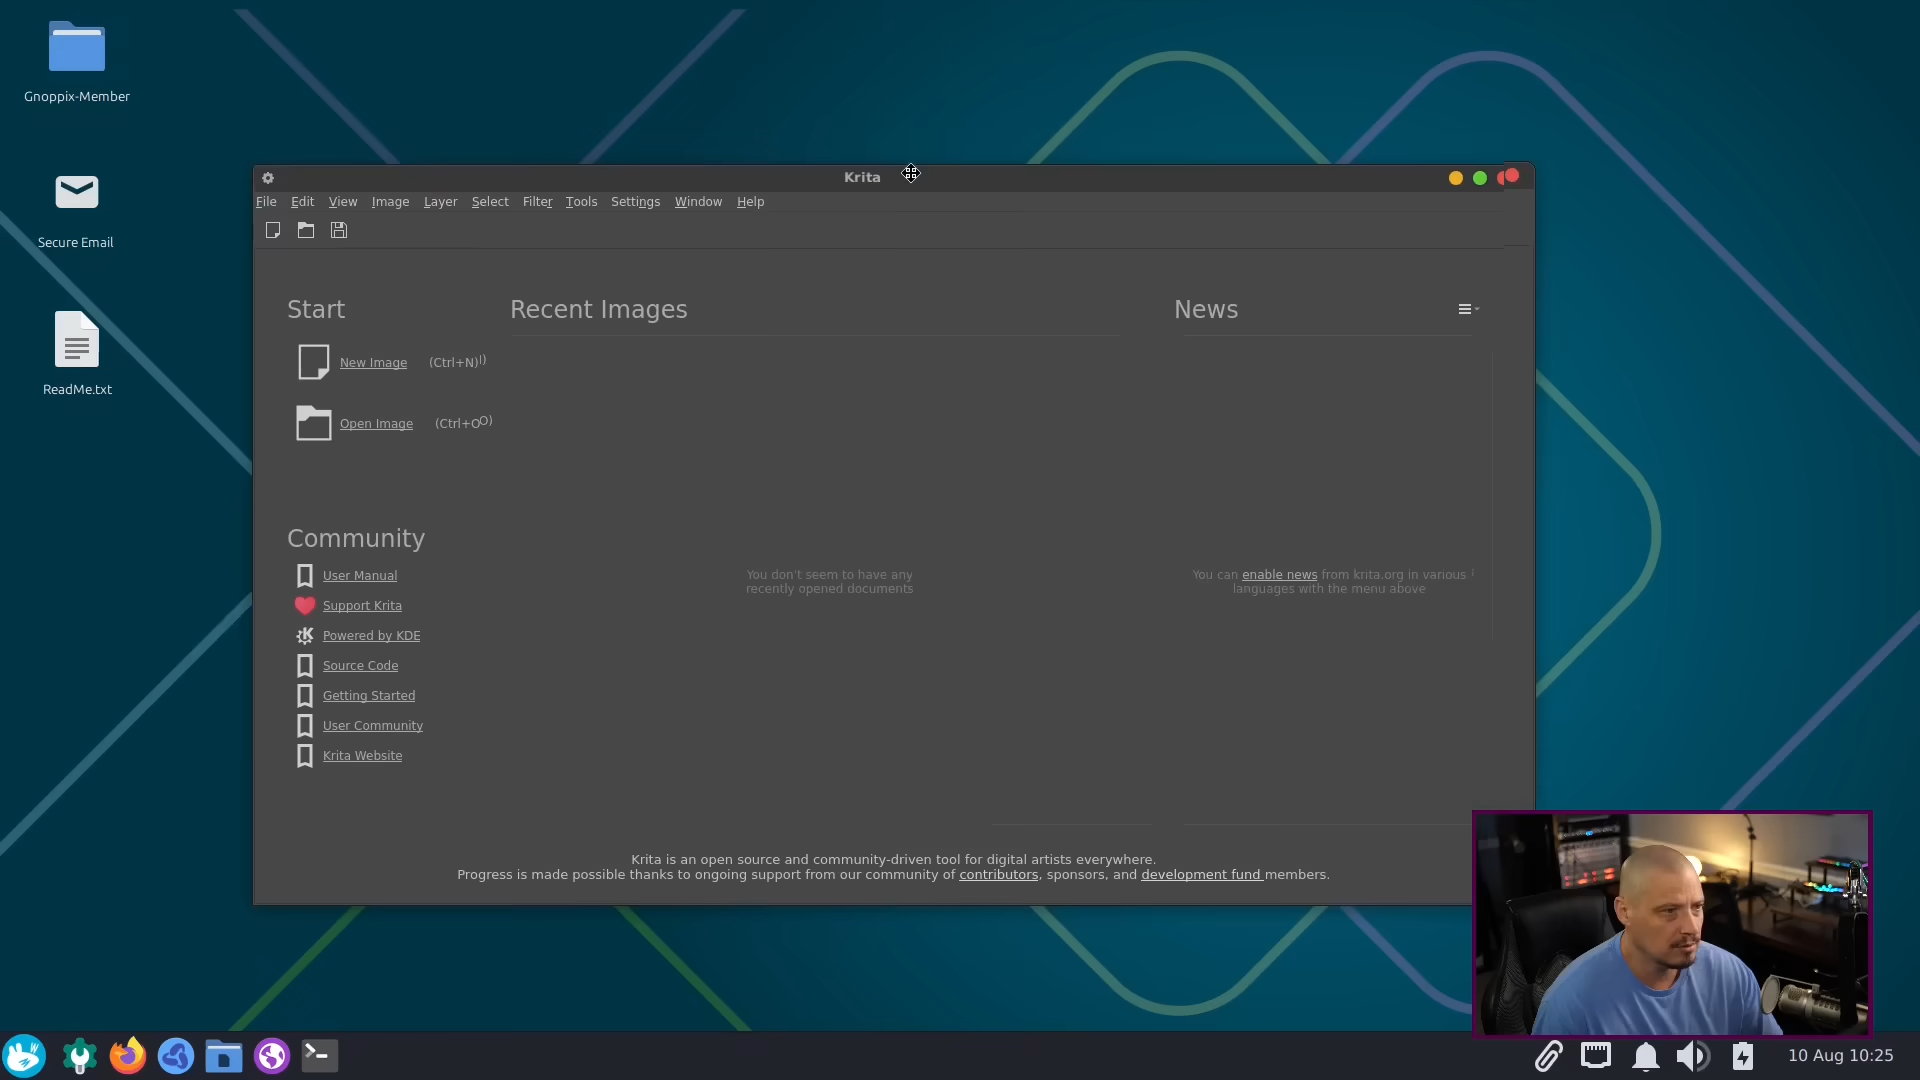 Gnoppix-Member
Secure Email
ReadMe.txt
Krita
File Edit View Image Layer Select Filter Tools Settings Window Help
Start
Recent Images
News
New Image (Ctrl+N)
Open Image (Ctrl+O)
Community
User Manual
Support Krita
Powered by KDE
Source Code
Getting Started
User Community
Krita Website
You don't seem to have any
recently opened documents
You can enable news from krita.org in various
languages with the menu above
Krita is an open source and community-driven tool for digital artists everywhere.
Progress is made possible thanks to ongoing support from our community of contributors, sponsors, and development fund members.
10 Aug 10:25